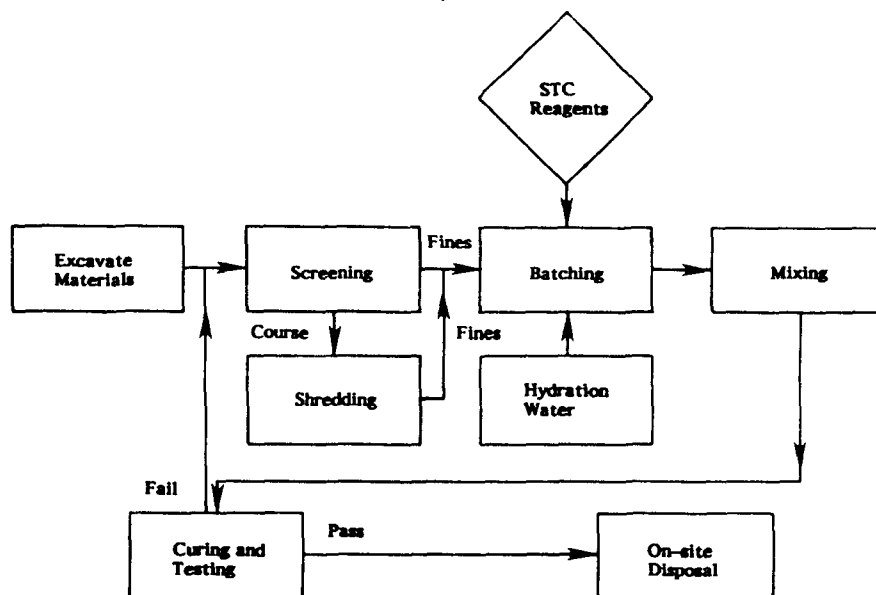 STC
Reagents
Excavate
Materials
Screening
Fines
Batching
Mixing
Course
Fines
Shredding
Hydration
Water
Fail
Curing and
Testing
Pass
On-site
Disposal